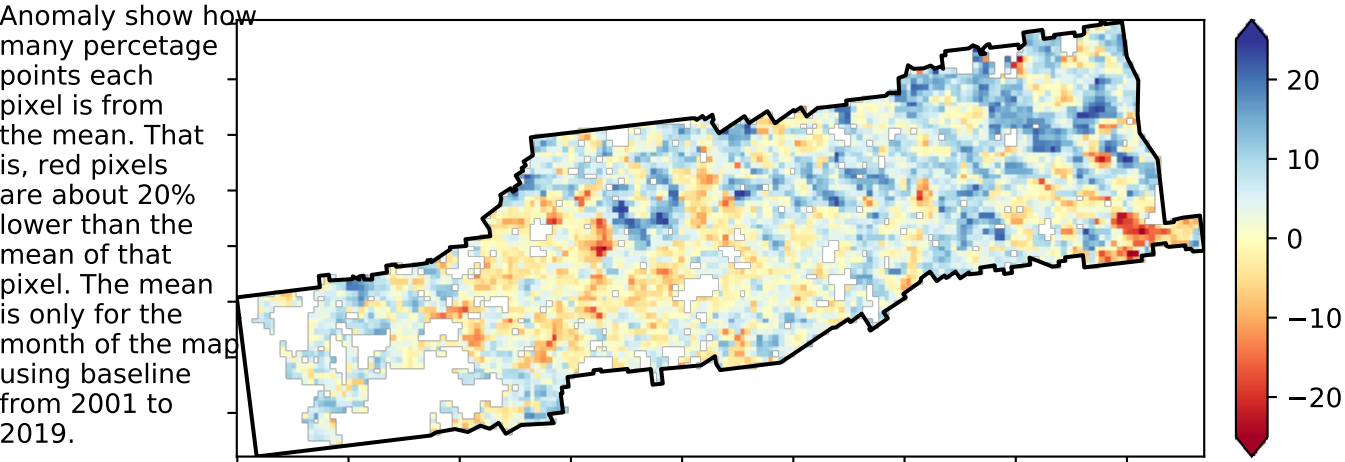 Anomaly show how
many percetage
points each
pixel is from
the mean. That
is, red pixels
are about 20%
lower than the
mean of that
pixel. The mean
is only for the
month of the map
using baseline
from 2001 to
2019.
20
10
0
−10
−20